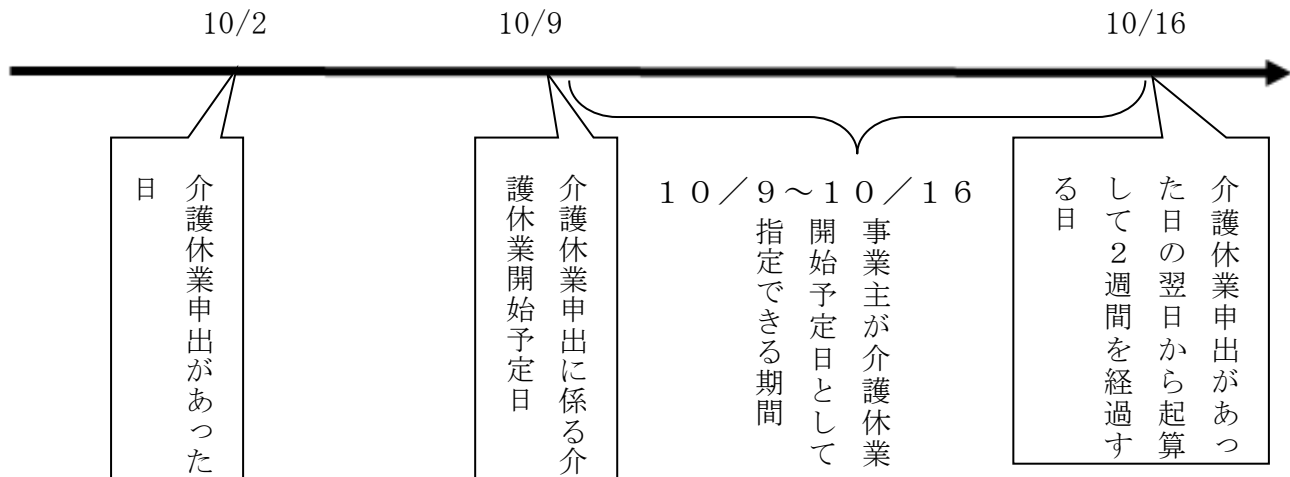 10/2
10/9
10/16
介護休業申出があった
日
介護休業申出に係る介
護休業開始予定日
１０／９～１０／１６
事業主が介護休業
開始予定日として
指定できる期間
介護休業申出があっ
た日の翌日から起算
して２週間を経過す
る日